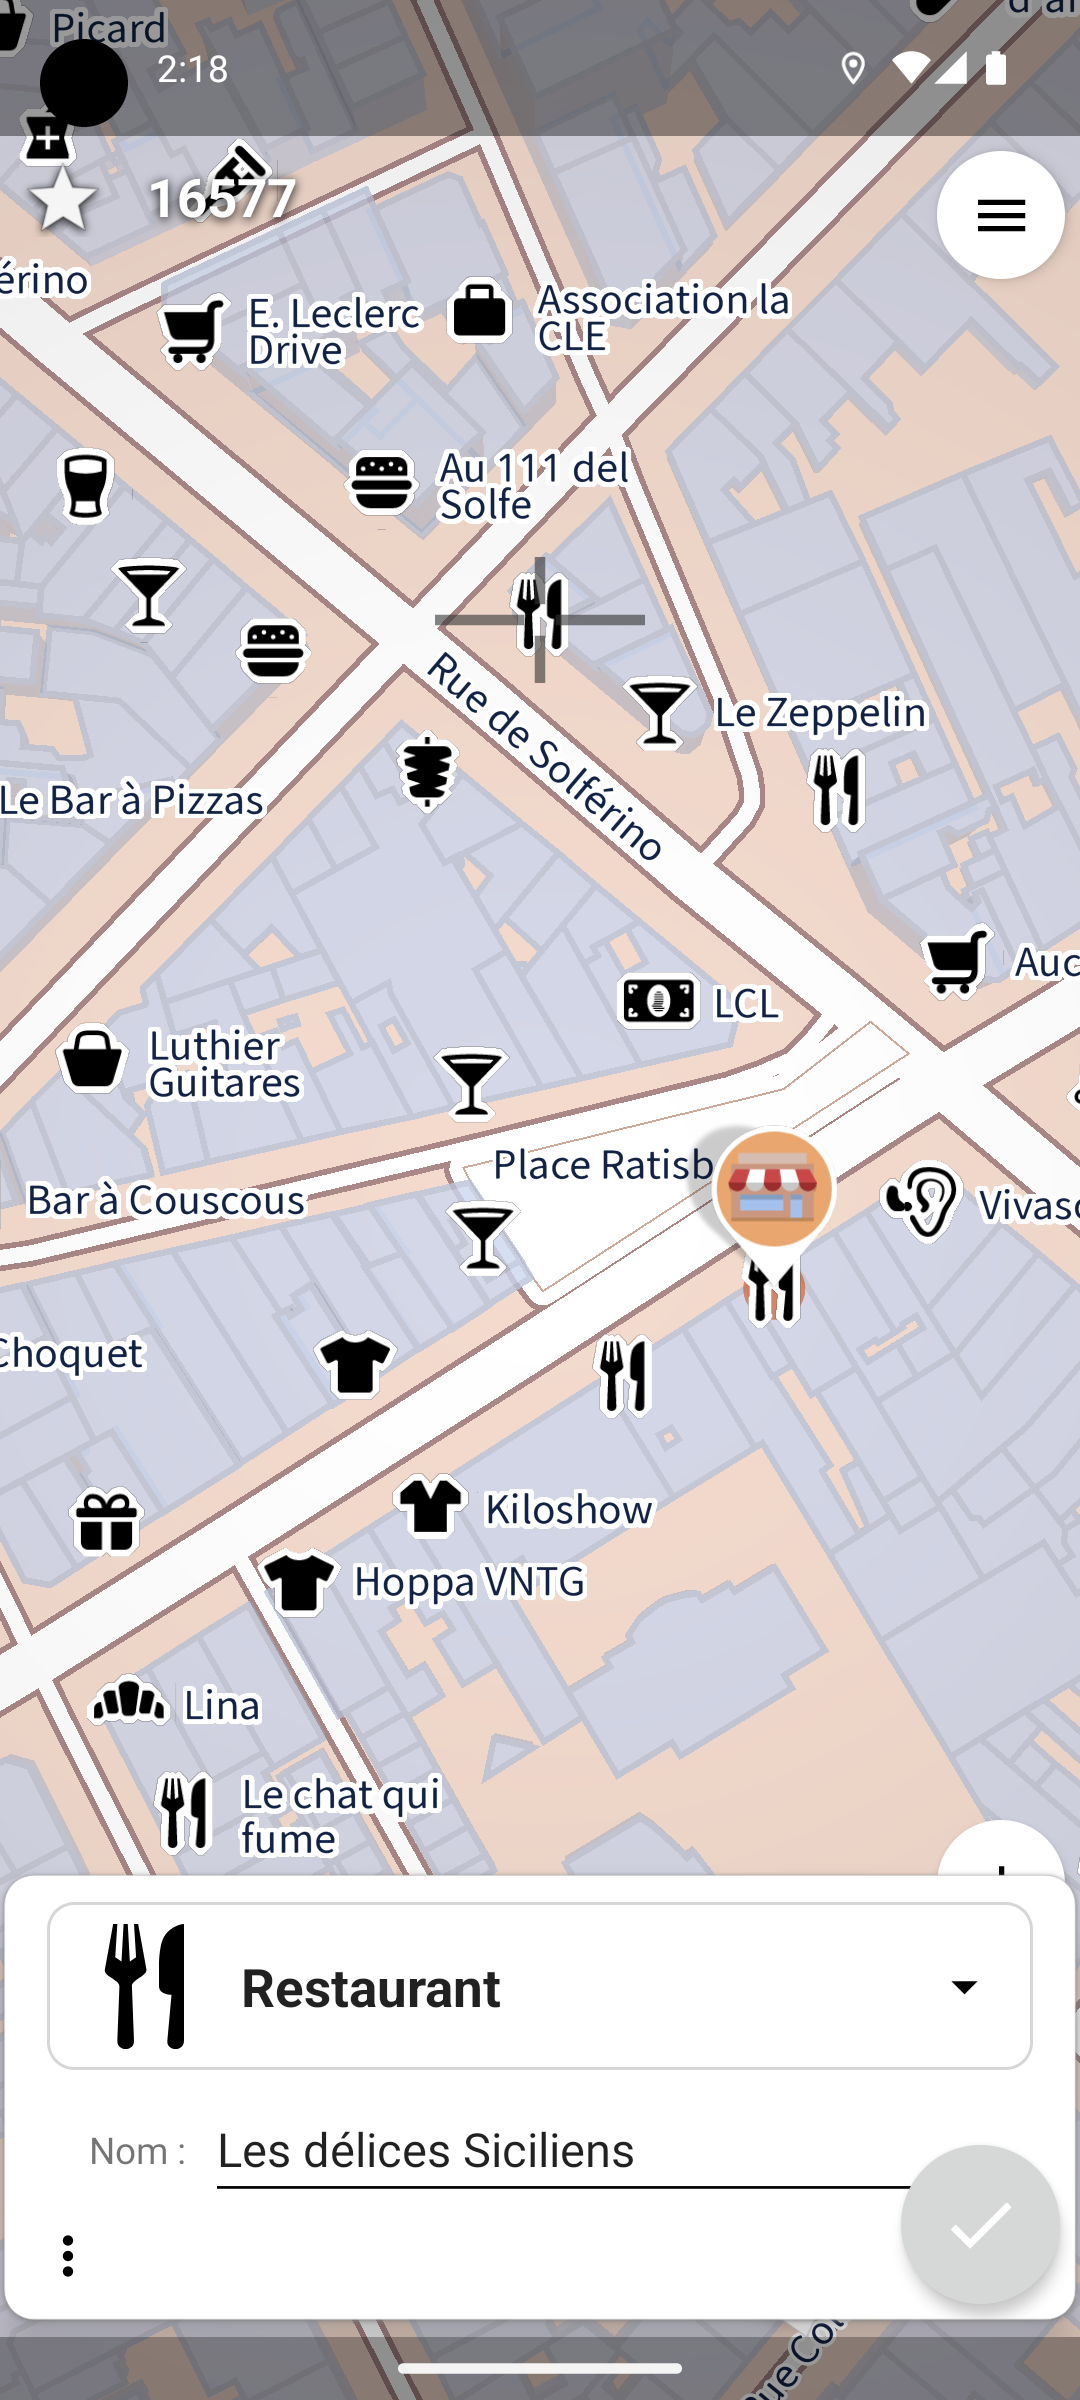 Picard
2:18
16577
érino
E. Leclerc
Drive
Association la
CLE
Au 111 del
Solfe
Rue de Solférino
Le Zeppelin
Le Bar à Pizzas
Auc
LCL
Luthier
Guitares
Place Ratisb
Bar à Couscous
Vivaso
Choquet
Kiloshow
Hoppa VNTG
Lina
Le chat qui
fume
Restaurant
Nom :
Les délices Siciliens